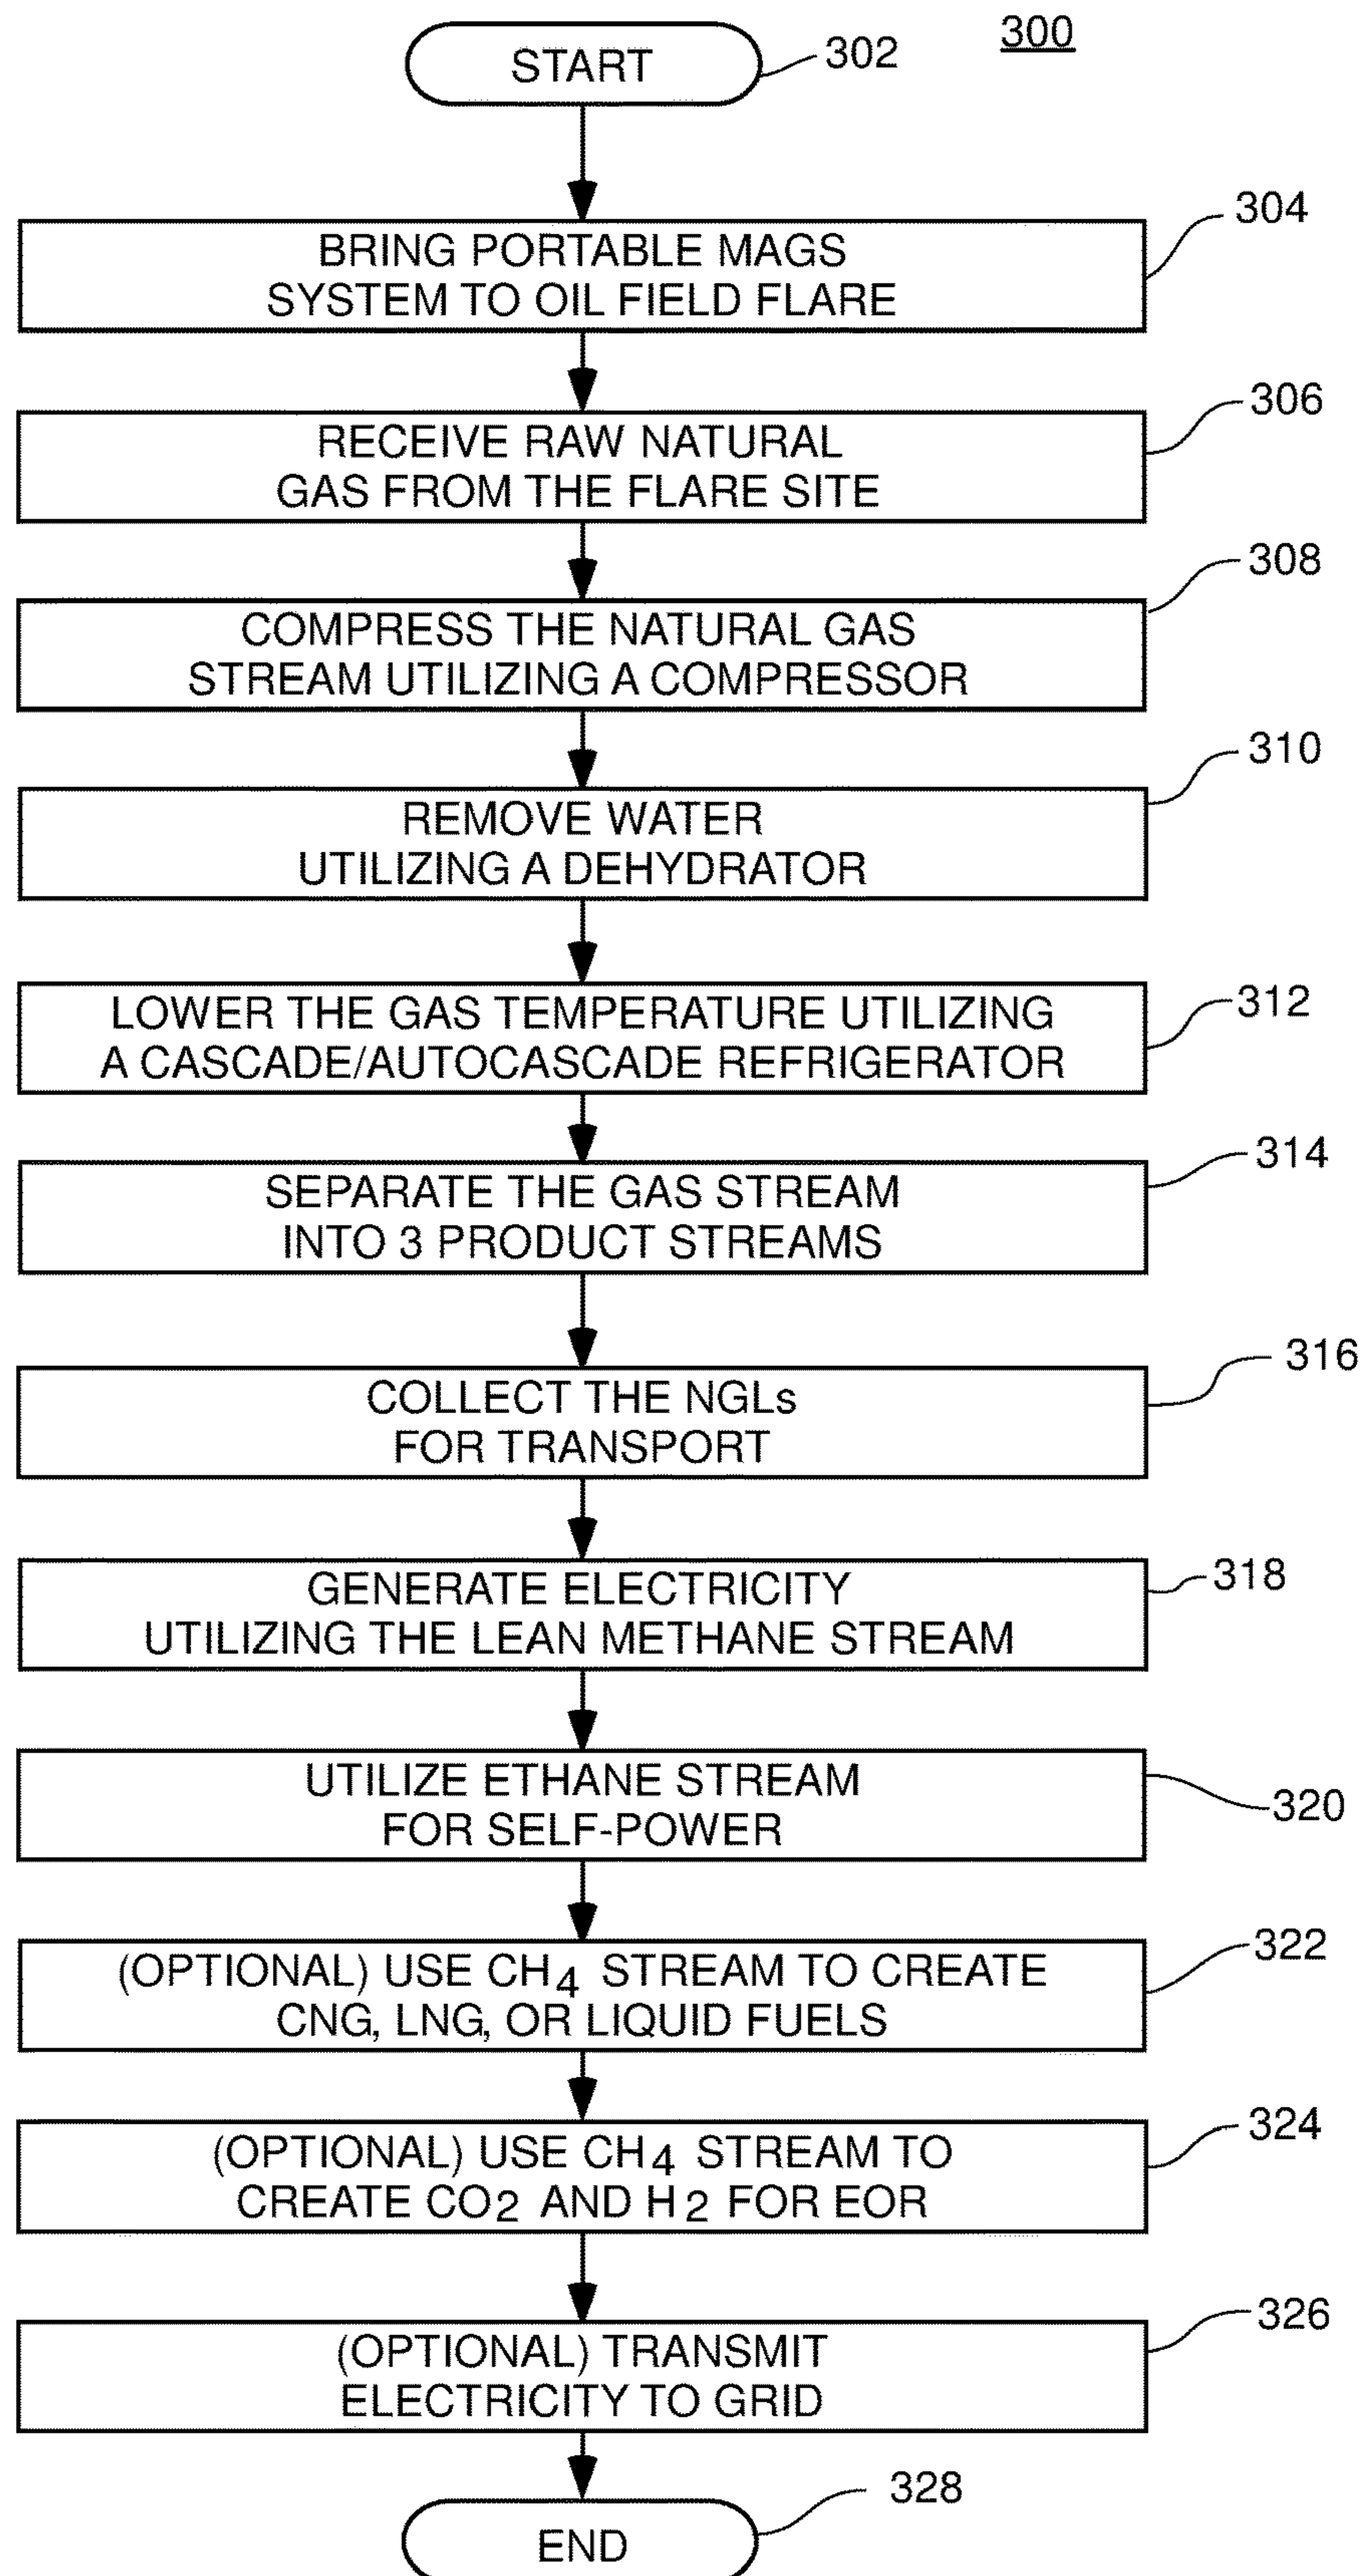 300
START
302
BRING PORTABLE MAGS
SYSTEM TO OIL FIELD FLARE
304
RECEIVE RAW NATURAL
GAS FROM THE FLARE SITE
306
COMPRESS THE NATURAL GAS
STREAM UTILIZING A COMPRESSOR
308
REMOVE WATER
UTILIZING A DEHYDRATOR
310
LOWER THE GAS TEMPERATURE UTILIZING
A CASCADE/AUTOCASCADE REFRIGERATOR
312
SEPARATE THE GAS STREAM
INTO 3 PRODUCT STREAMS
314
COLLECT THE NGLs
FOR TRANSPORT
316
GENERATE ELECTRICITY
UTILIZING THE LEAN METHANE STREAM
318
UTILIZE ETHANE STREAM
FOR SELF-POWER
320
(OPTIONAL) USE CH4 STREAM TO CREATE
CNG, LNG, OR LIQUID FUELS
322
(OPTIONAL) USE CH4 STREAM TO
CREATE CO2 AND H2 FOR EOR
324
(OPTIONAL) TRANSMIT
ELECTRICITY TO GRID
326
END
328